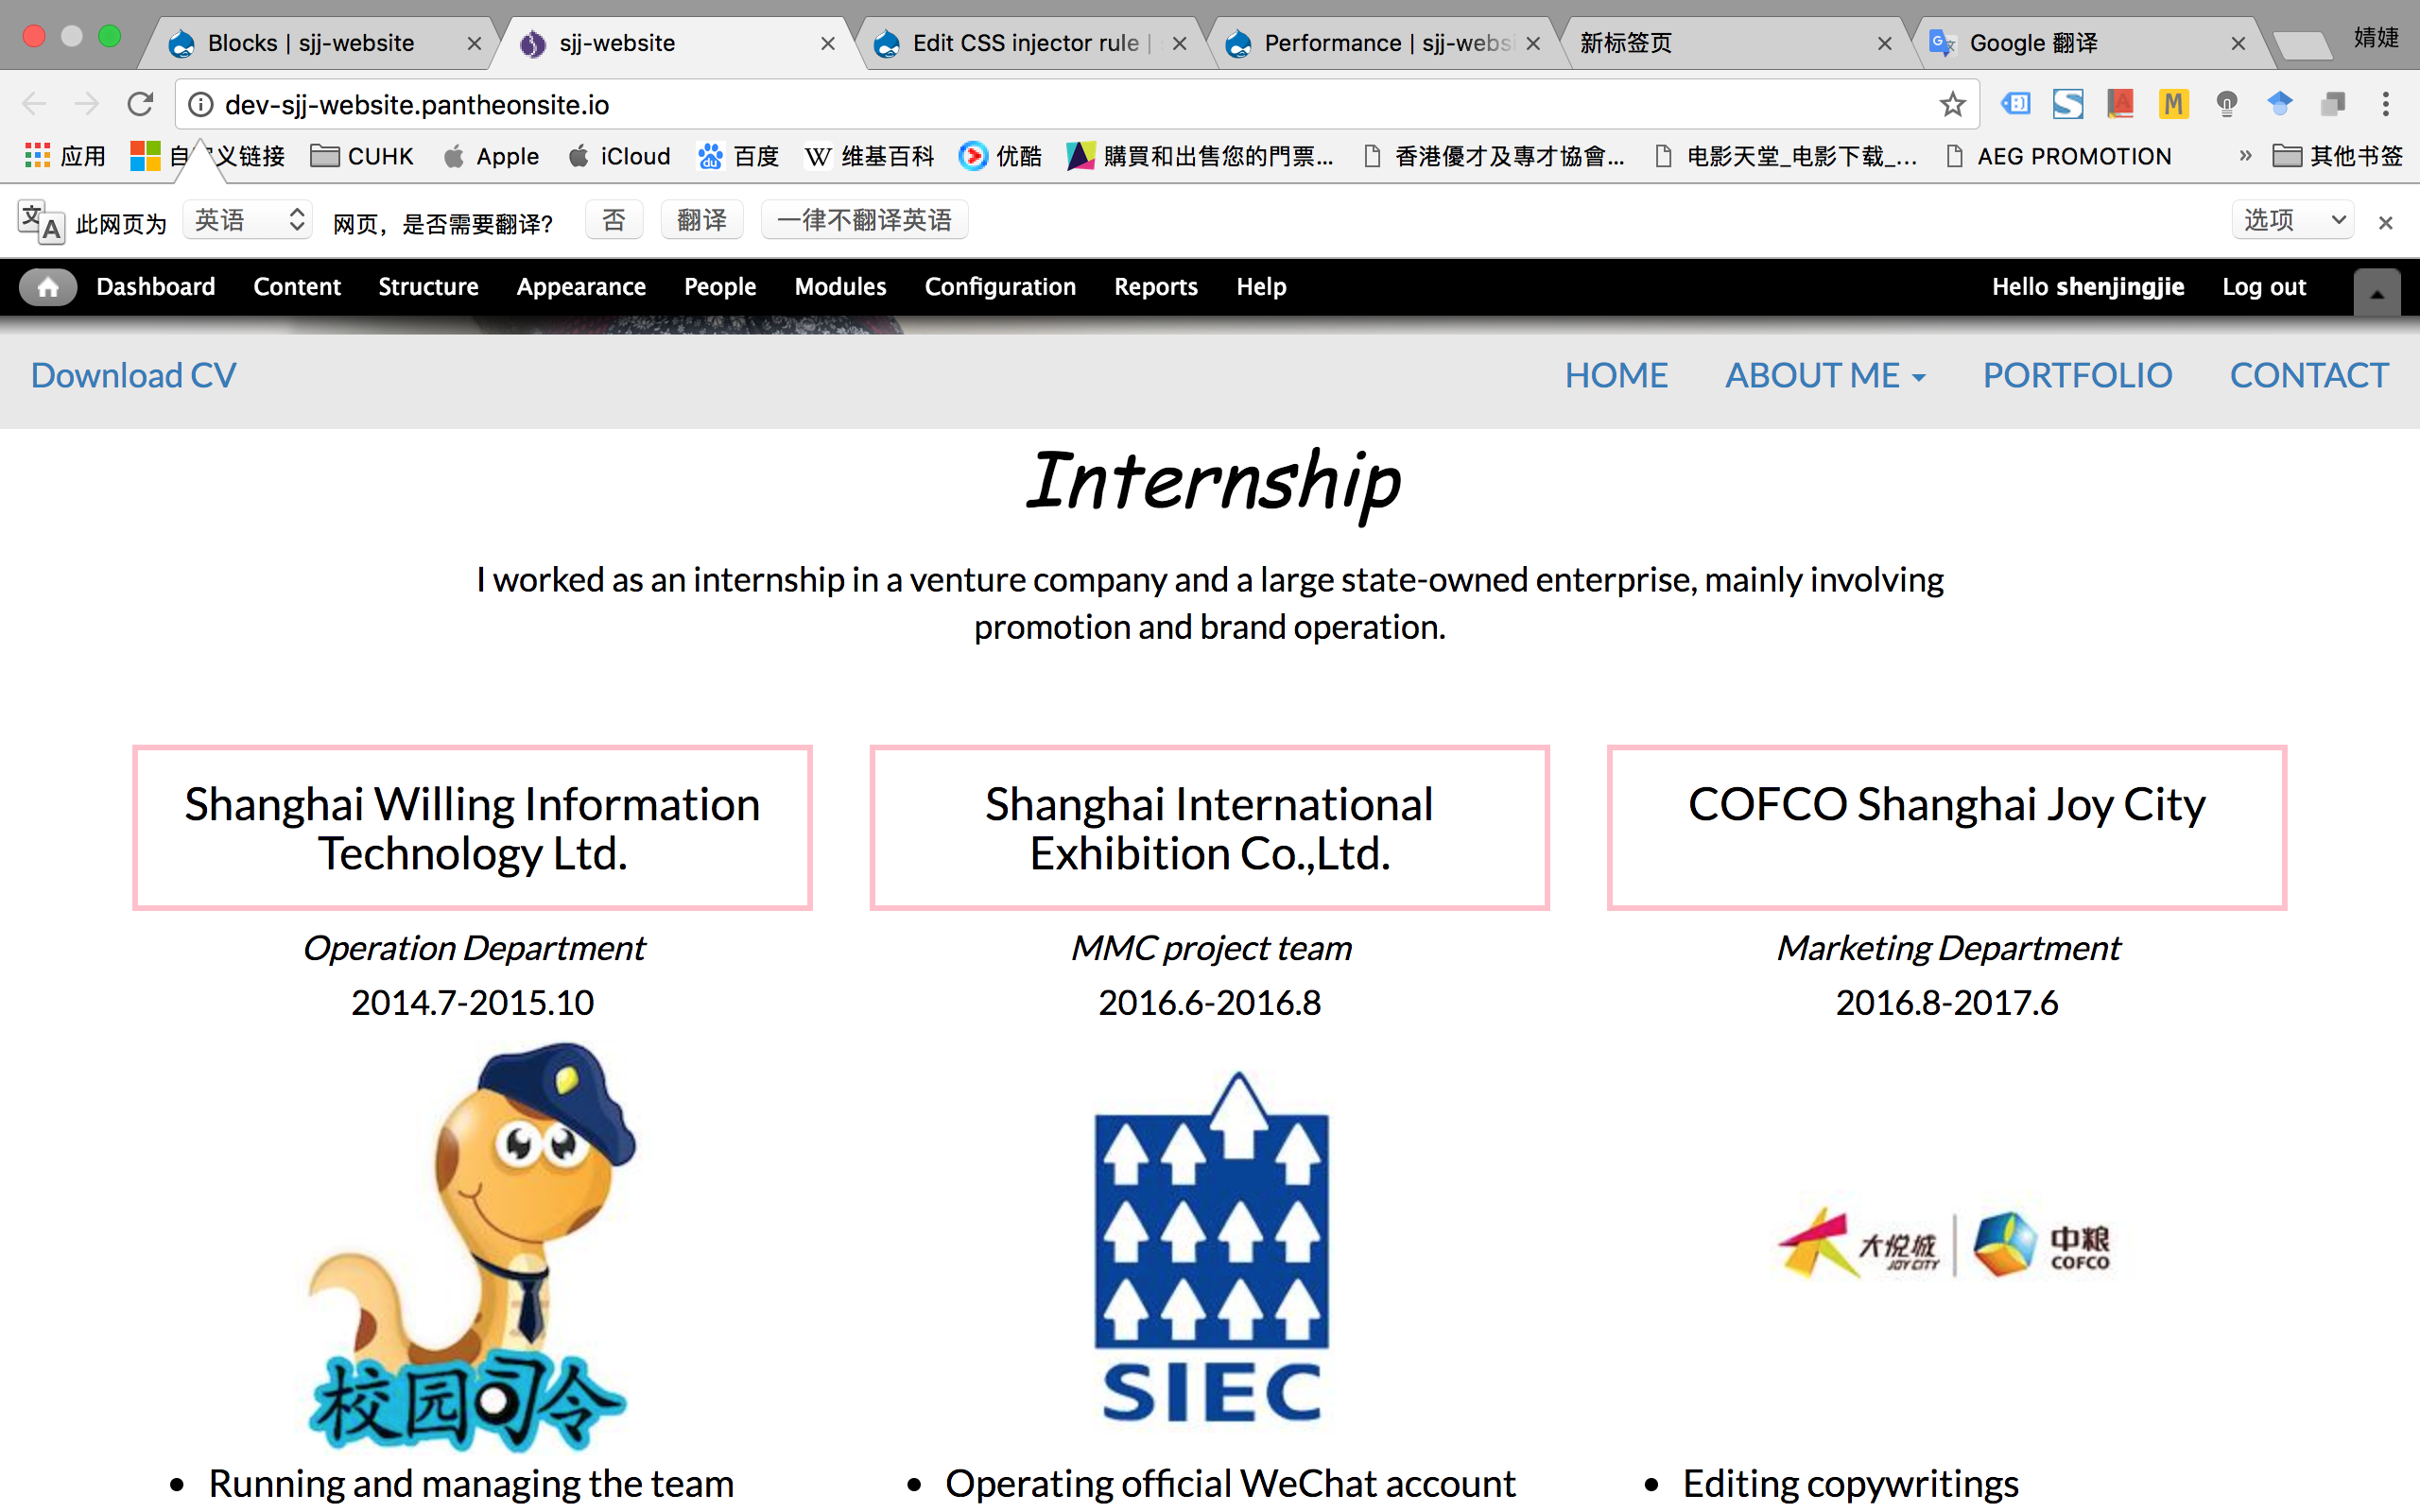 Blocks | sjj-website
sjj-website
Edit CSS injector rule |
Performance | sjj-websi
新标签页
Google 翻译
婧婕
dev-sjj-website.pantheonsite.io
应用
自 义链接
CUHK
Apple
iCloud
百度
维基百科
优酷
購買和出售您的門票...
香港優才及專才協會...
电影天堂_电影下载_...
AEG PROMOTION
»
其他书签
此网页为
英语
网页，是否需要翻译？
否
翻译
一律不翻译英语
选项
Dashboard
Content
Structure
Appearance
People
Modules
Configuration
Reports
Help
Hello shenjingjie
Log out
Download CV
HOME
ABOUT ME
PORTFOLIO
CONTACT
Internship
I worked as an internship in a venture company and a large state-owned enterprise, mainly involving
promotion and brand operation.
Shanghai Willing Information
Technology Ltd.
Operation Department
2014.7-2015.10
校园司令
• Running and managing the team
Shanghai International
Exhibition Co.,Ltd.
MMC project team
2016.6-2016.8
SIEC
• Operating official WeChat account
COFCO Shanghai Joy City
Marketing Department
2016.8-2017.6
大悦城
JOY CITY
中粮
COFCO
• Editing copywritings